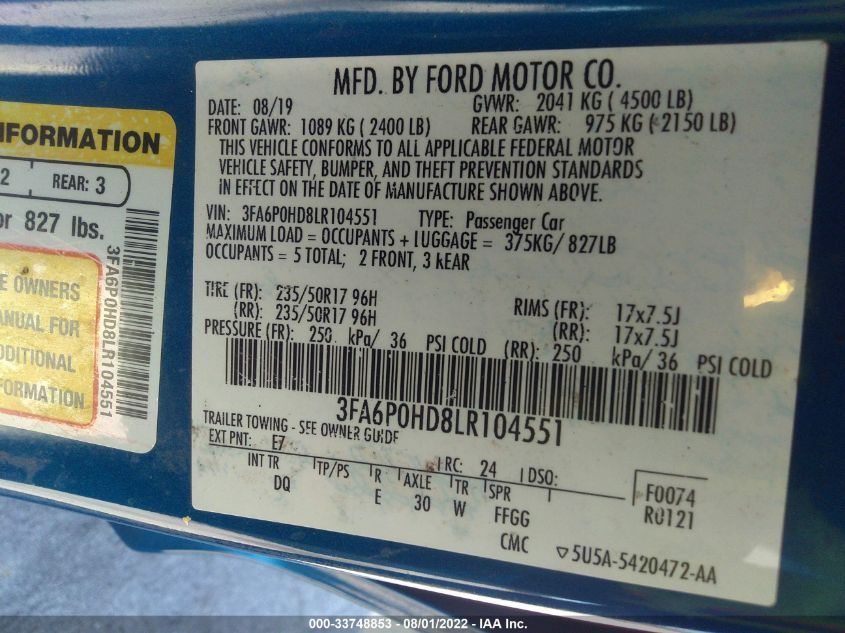 NFORMATION
2
REAR: 3
or 827 lbs.
3FA6P0HD8LR104551
E OWNERS
ANUAL FOR
DDITIONAL
FORMATION
MFD. BY FORD MOTOR CO.
DATE: 08/19 GVWR: 2041 KG ( 4500 LB)
FRONT GAWR: 1089 KG ( 2400 LB) REAR GAWR: 975 KG ( 2150 LB)
THIS VEHICLE CONFORMS TO ALL APPLICABLE FEDERAL MOTOR
VEHICLE SAFETY, BUMPER, AND THEFT PREVENTION STANDARDS
IN EFFECT ON THE DATE OF MANUFACTURE SHOWN ABOVE.
VIN: 3FA6P0HD8LR104551 TYPE: Passenger Car
MAXIMUM LOAD = OCCUPANTS + LUGGAGE = 375KG/ 827LB
OCCUPANTS = 5 TOTAL; 2 FRONT, 3 REAR
TIRE (FR): 235/50R17 96H RIMS (FR): 17x7.5J
(RR): 235/50R17 96H (RR): 17x7.5J
PRESSURE (FR): 250 kPa/ 36 PSI COLD (RR): 250 kPa/ 36 PSI COLD
3FA6P0HD8LR104551
TRAILER TOWING - SEE OWNER GUIDE
EXT PNT: E7 RC: 24 DSO:
INT TR TP/PS R AXLE TR SPR
DQ E 30 W FFGG
CMC
F0074
R0121
5U5A-5420472-AA
000-33748853 - 08/01/2022 - IAA Inc.